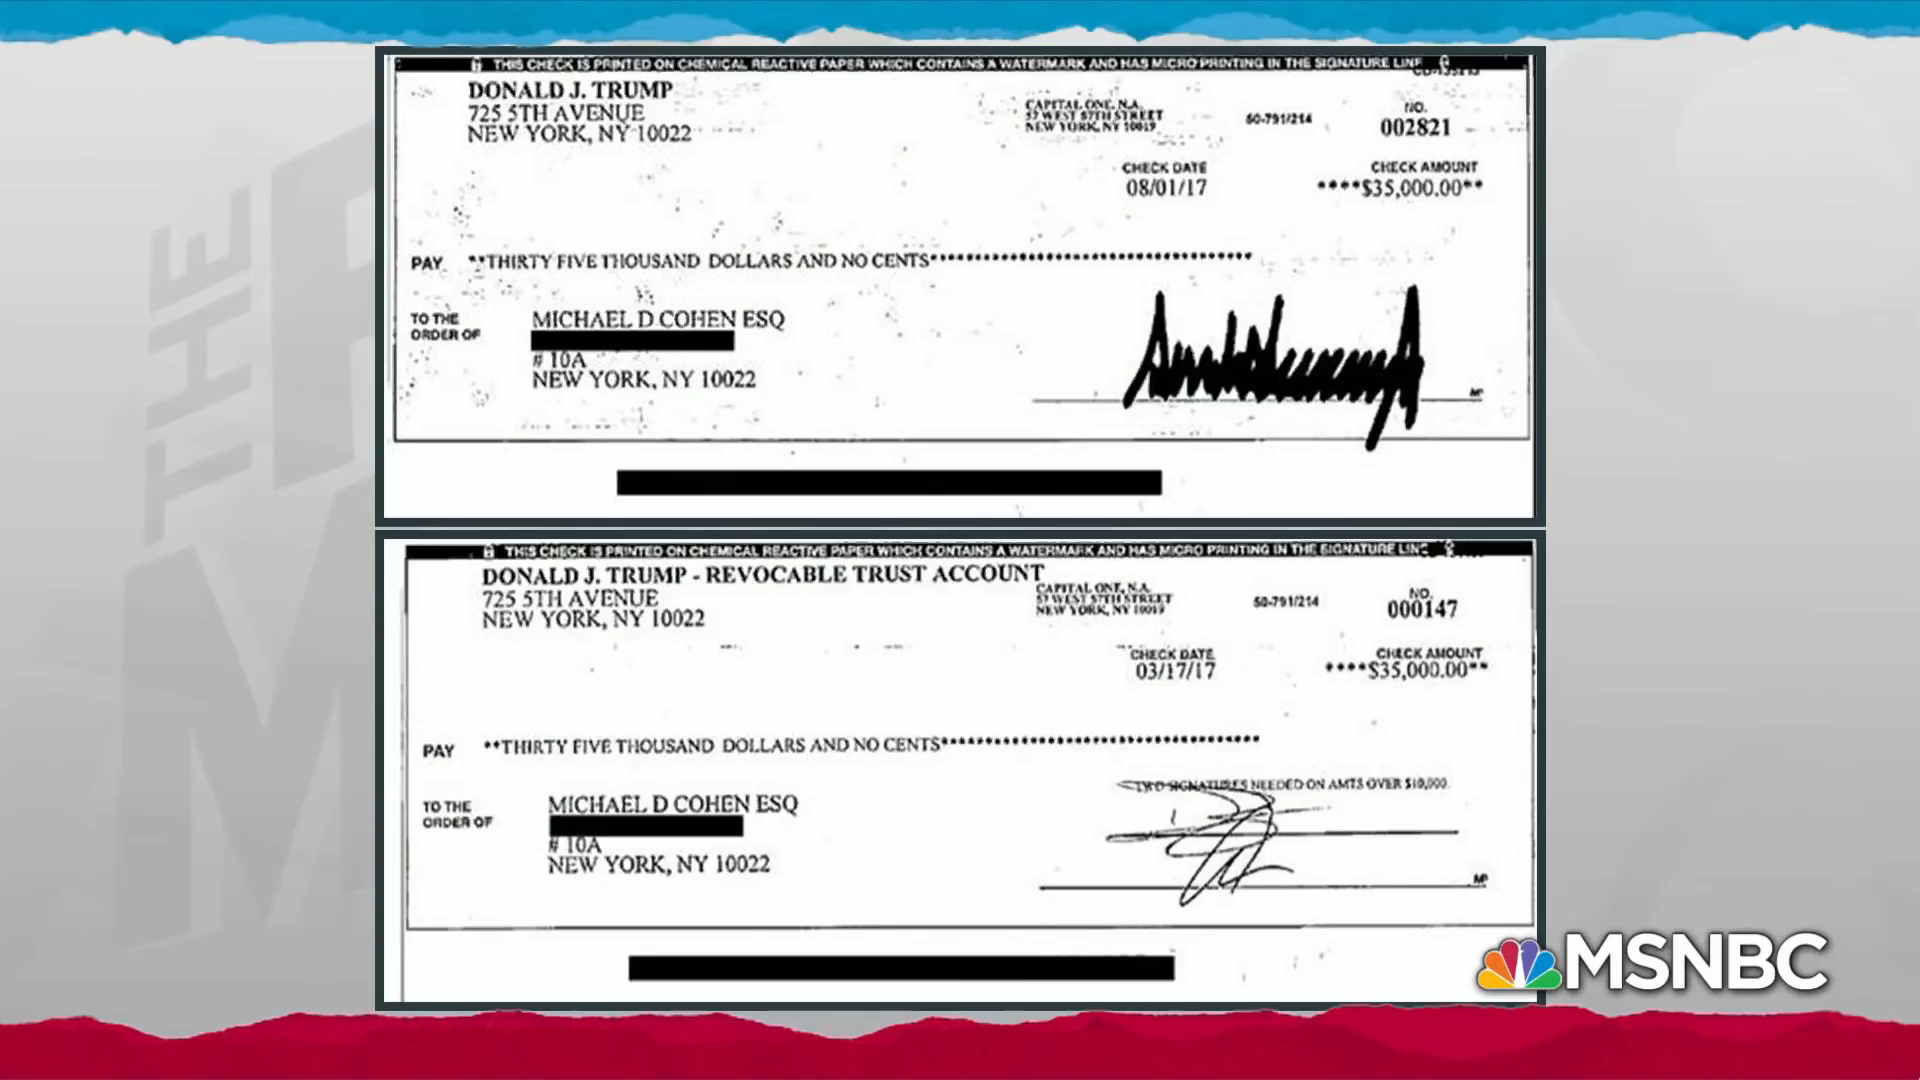 THIS CHECK IS PRINTED ON CHEMICAL REACTIVE PAPER WHICH CONTAINS A WATERMARK AND HAS MICRO PRINTING IN THE SIGNATURE LINE
DONALD J. TRUMP
725 5TH AVENUE
NEW YORK, NY 10022
CAPITAL ONE, N.A.
57 WEST 57TH STREET
NEW YORK, NY 10019
50-791/214
NO.
002821
CHECK DATE
08/01/17
CHECK AMOUNT
****$35,000.00**
PAY **THIRTY FIVE THOUSAND DOLLARS AND NO CENTS************************************
TO THE
ORDER OF
MICHAEL D COHEN ESQ
# 10A
NEW YORK, NY 10022
MP
THIS CHECK IS PRINTED ON CHEMICAL REACTIVE PAPER WHICH CONTAINS A WATERMARK AND HAS MICRO PRINTING IN THE SIGNATURE LINE
DONALD J. TRUMP - REVOCABLE TRUST ACCOUNT
725 5TH AVENUE
NEW YORK, NY 10022
CAPITAL ONE, N.A.
57 WEST 57TH STREET
NEW YORK, NY 10019
50-791/214
NO.
000147
CHECK DATE
03/17/17
CHECK AMOUNT
****$35,000.00**
PAY **THIRTY FIVE THOUSAND DOLLARS AND NO CENTS************************************
TWO SIGNATURES NEEDED ON AMTS OVER $10,000.
TO THE
ORDER OF
MICHAEL D COHEN ESQ
# 10A
NEW YORK, NY 10022
MP
THE
MSNBC